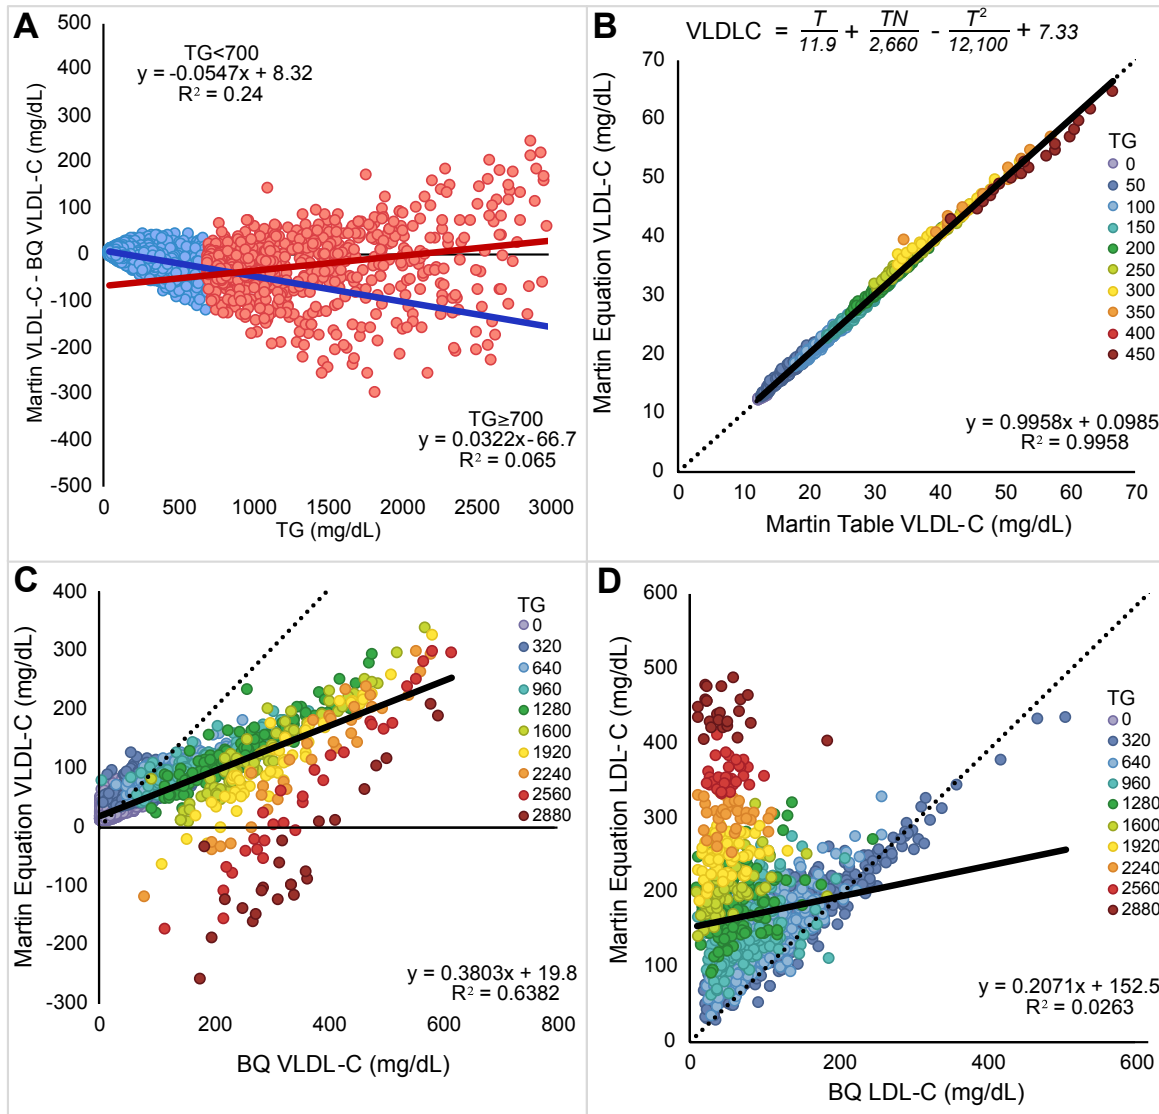 A
500
400
300
200
100
0
-100
-200
-300
-400
-500
Martin VLDL-C - BQ VLDL-C (mg/dL)
TG<700
y = -0.0547x + 8.32
R² = 0.24
TG≥700
y = 0.0322x-66.7
R² = 0.065
0 500 1000 1500 2000 2500 3000
TG (mg/dL)
B
VLDLC = T/11.9 + TN/2,660 - T²/12,100 + 7.33
70
60
50
40
30
20
10
0
Martin Equation VLDL-C (mg/dL)
TG
0
50
100
150
200
250
300
350
400
450
y = 0.9958x + 0.0985
R² = 0.9958
0 10 20 30 40 50 60 70
Martin Table VLDL-C (mg/dL)
C
400
300
200
100
0
-100
-200
-300
Martin Equation VLDL-C (mg/dL)
TG
0
320
640
960
1280
1600
1920
2240
2560
2880
y = 0.3803x + 19.8
R² = 0.6382
0 200 400 600 800
BQ VLDL-C (mg/dL)
D
600
500
400
300
200
100
0
Martin Equation LDL- C (mg/dL)
TG
0
320
640
960
1280
1600
1920
2240
2560
2880
y = 0.2071x + 152.5
R² = 0.0263
0 200 400 600
BQ LDL-C (mg/dL)